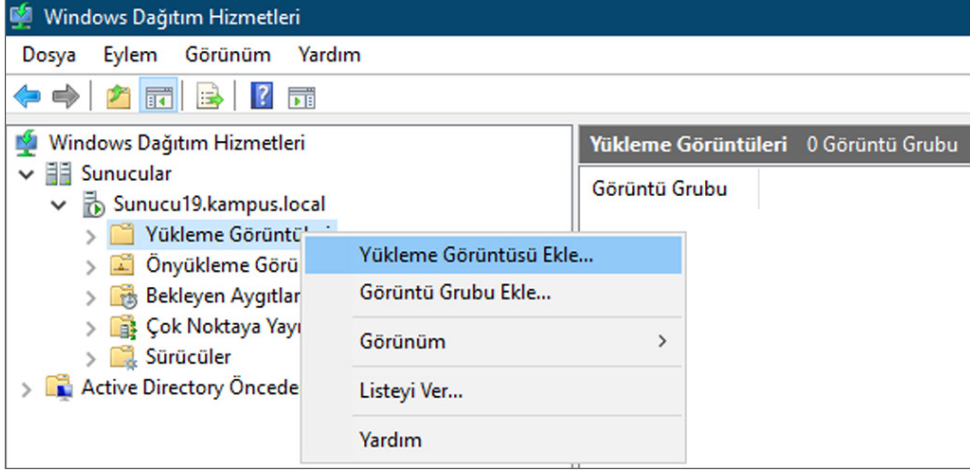 Windows Dağıtım Hizmetleri
Dosya Eylem Görünüm Yardım
Windows Dağıtım Hizmetleri
Sunucular
Sunucu19.kampus.local
Yükleme Görüntü
Önyükleme Görü
Bekleyen Aygıtlar
Çok Noktaya Yayı
Sürücüler
Active Directory Öncede
Yükleme Görüntüleri 0 Görüntü Grubu
Görüntü Grubu
Yükleme Görüntüsü Ekle...
Görüntü Grubu Ekle...
Görünüm
Listeyi Ver...
Yardım